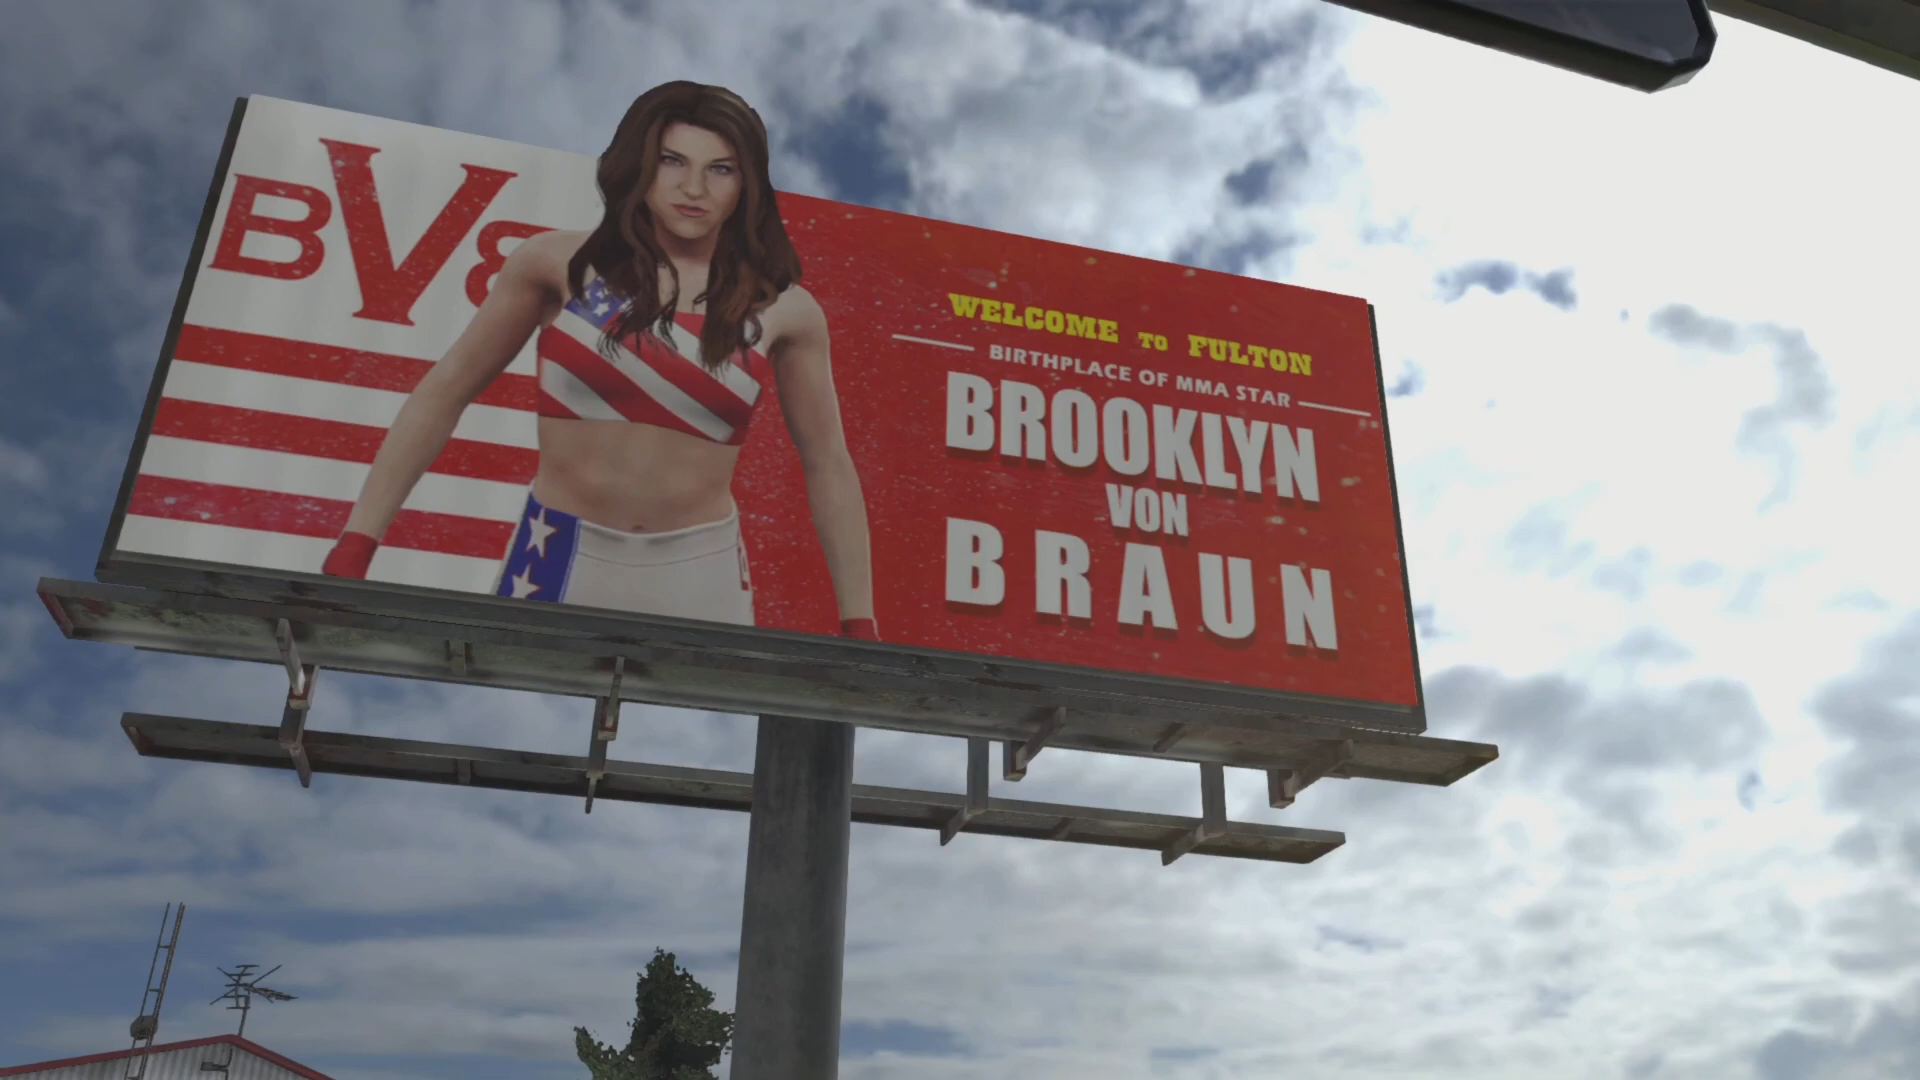 BVB
WELCOME TO FULTON
BIRTHPLACE OF MMA STAR
BROOKLYN
VON
BRAUN